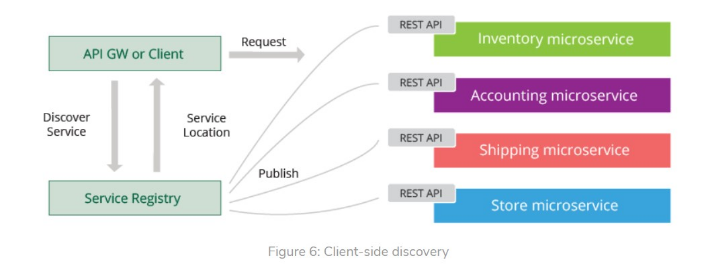 API GW or Client
Request
Discover
Service
Service
Location
Service Registry
Publish
REST API
Inventory microservice
REST API
Accounting microservice
REST API
Shipping microservice
REST API
Store microservice
Figure 6: Client-side discovery